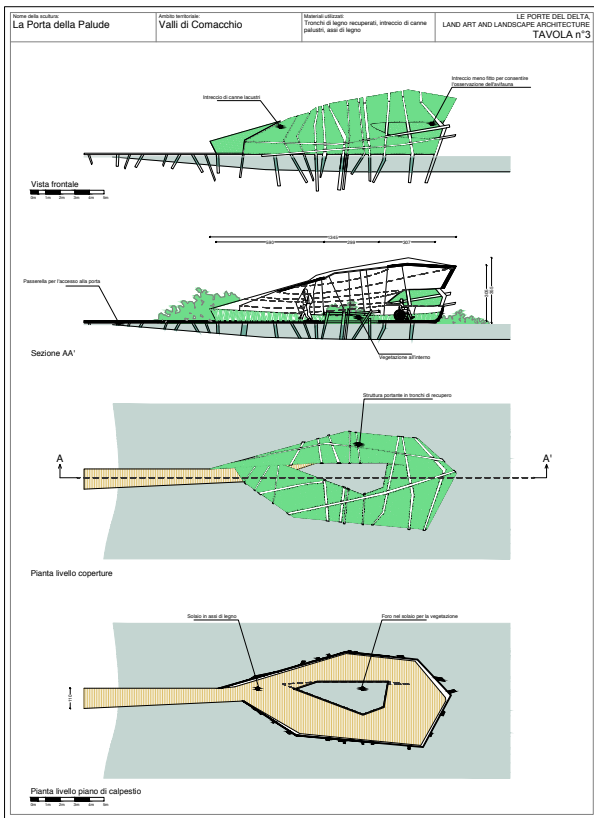 Nome della scultura:
La Porta della Palude
Ambito territoriale:
Valli di Comacchio
Materiali utilizzati:
Tronchi di legno recuperati, intreccio di canne
palustri, assi di legno
LE PORTE DEL DELTA,
LAND ART AND LANDSCAPE ARCHITECTURE
TAVOLA n°3
Intreccio di canne lacustri
Intreccio meno fitto per consentire
l'osservazione dell'avifauna
Vista frontale
0m 1m 2m 3m 4m 5m
Passerella per l'accesso alla porta
Vegetazione all'interno
Sezione AA'
Struttura portante in tronchi di recupero
A
A'
Pianta livello coperture
Solaio in assi di legno
Foro nel solaio per la vegetazione
110
Pianta livello piano di calpestio
0m 1m 2m 3m 4m 5m